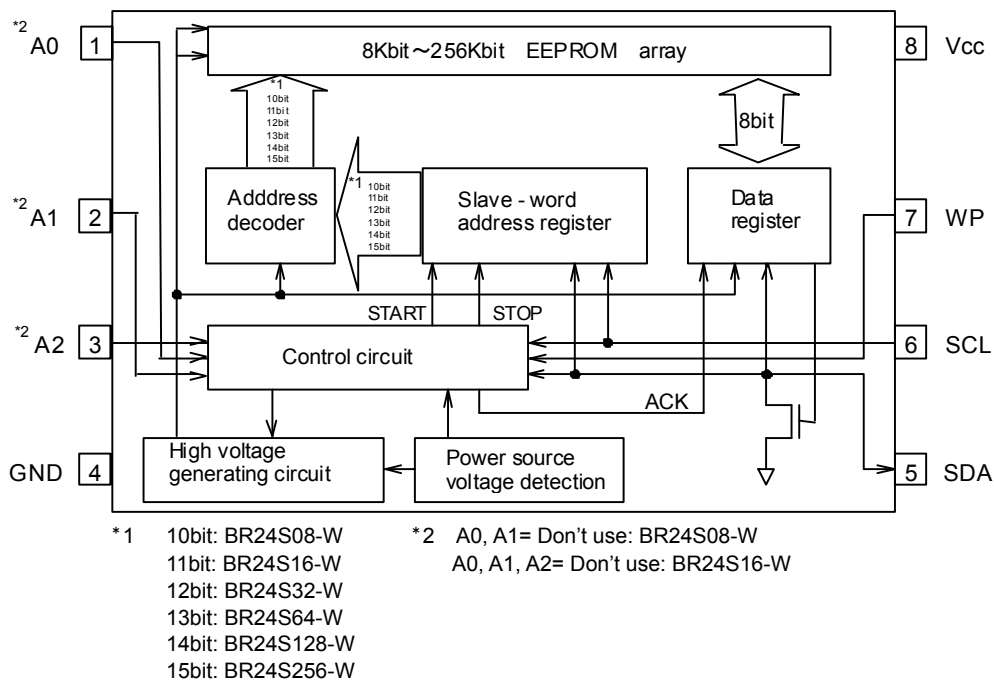 *2 A0 1
8Kbit～256Kbit EEPROM array
8 Vcc
*1
10bit
11bit
12bit
13bit
14bit
15bit
8bit
*2 A1 2
Adddress
decoder
*1 10bit
11bit
12bit
13bit
14bit
15bit
Slave - word
address register
Data
register
7 WP
START STOP
*2 A2 3
Control circuit
6 SCL
ACK
GND 4
High voltage
generating circuit
Power source
voltage detection
5 SDA
*1 10bit: BR24S08-W
11bit: BR24S16-W
12bit: BR24S32-W
13bit: BR24S64-W
14bit: BR24S128-W
15bit: BR24S256-W
*2 A0, A1= Don’t use: BR24S08-W
A0, A1, A2= Don’t use: BR24S16-W